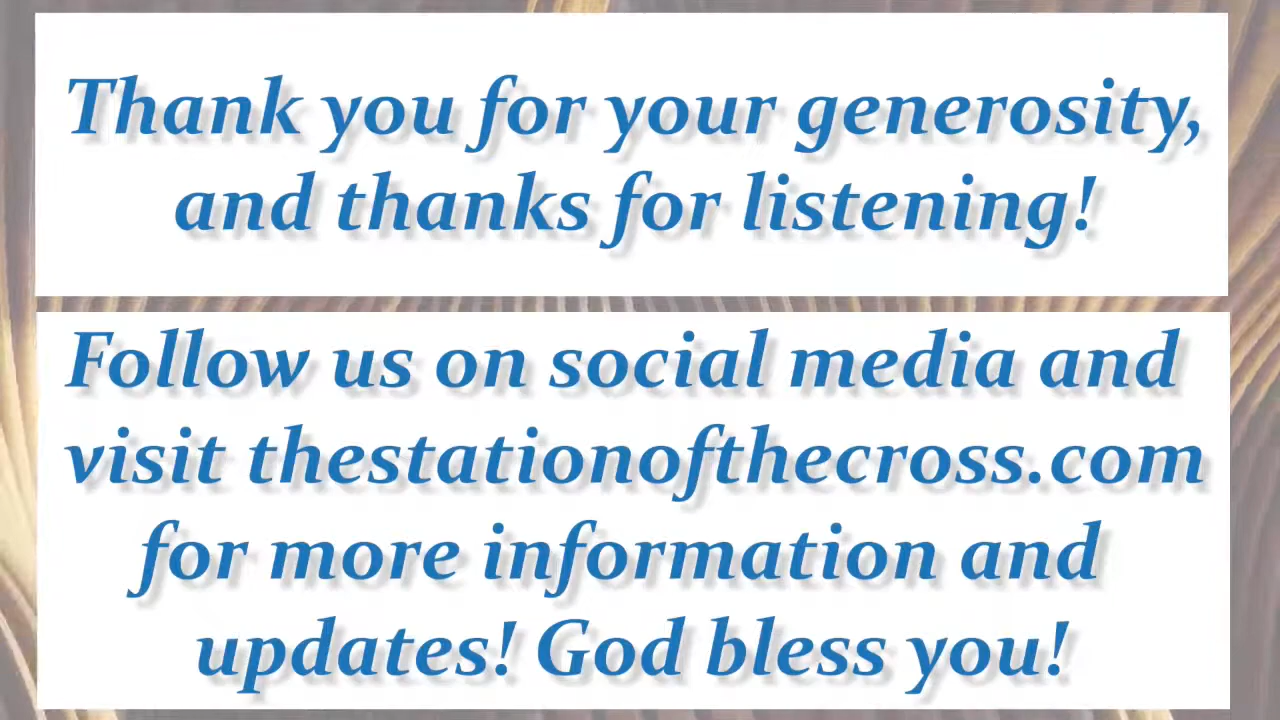 Thank you for your generosity,
and thanks for listening!
Follow us on social media and
visit thestationofthecross.com
for more information and
updates! God bless you!